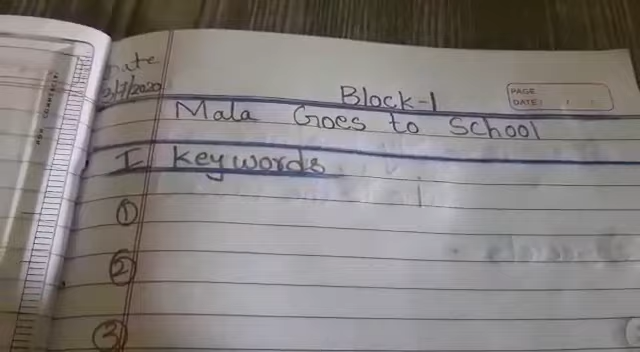 Date
Block-1
PAGE:
DATE:
Mala Goes to School
I Keywords
①
②
③